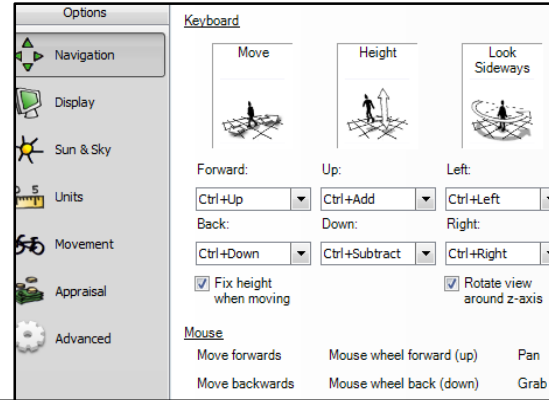 Options
Navigation
Display
Sun & Sky
5
Units
Movement
Appraisal
Advanced
Keyboard
Move
Height
Look
Sideways
Forward:
Up:
Left:
Ctrl+Up
Ctrl+Add
Ctrl+Left
Back:
Down:
Right:
Ctrl+Down
Ctrl+Subtract
Ctrl+Right
Fix height
when moving
Rotate view
around z-axis
Mouse
Move forwards Mouse wheel forward (up) Pan
Move backwards Mouse wheel back (down) Grab